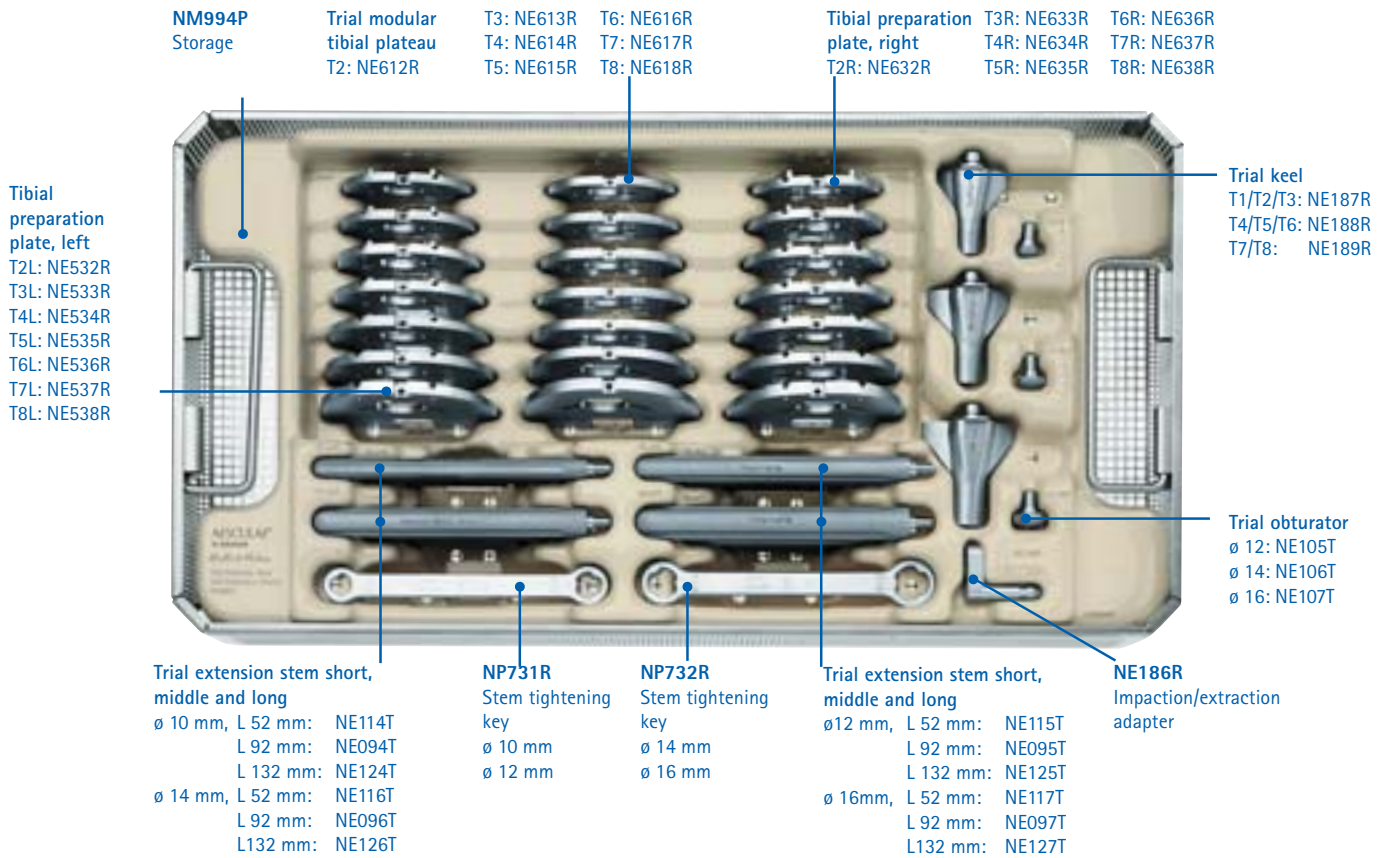 NM994P
Storage
Trial modular
tibial plateau
T2: NE612R
T3: NE613R T6: NE616R
T4: NE614R T7: NE617R
T5: NE615R T8: NE618R
Tibial preparation
plate, right
T2R: NE632R
T3R: NE633R T6R: NE636R
T4R: NE634R T7R: NE637R
T5R: NE635R T8R: NE638R
Tibial
preparation
plate, left
T2L: NE532R
T3L: NE533R
T4L: NE534R
T5L: NE535R
T6L: NE536R
T7L: NE537R
T8L: NE538R
Trial keel
T1/T2/T3: NE187R
T4/T5/T6: NE188R
T7/T8: NE189R
Trial obturator
ø 12: NE105T
ø 14: NE106T
ø 16: NE107T
AESCULAP
Trial extension stem short,
middle and long
ø 10 mm, L 52 mm: NE114T
L 92 mm: NE094T
L 132 mm: NE124T
ø 14 mm, L 52 mm: NE116T
L 92 mm: NE096T
L132 mm: NE126T
NP731R
Stem tightening
key
ø 10 mm
ø 12 mm
NP732R
Stem tightening
key
ø 14 mm
ø 16 mm
Trial extension stem short,
middle and long
ø12 mm, L 52 mm: NE115T
L 92 mm: NE095T
L 132 mm: NE125T
ø 16mm, L 52 mm: NE117T
L 92 mm: NE097T
L132 mm: NE127T
NE186R
Impaction/extraction
adapter